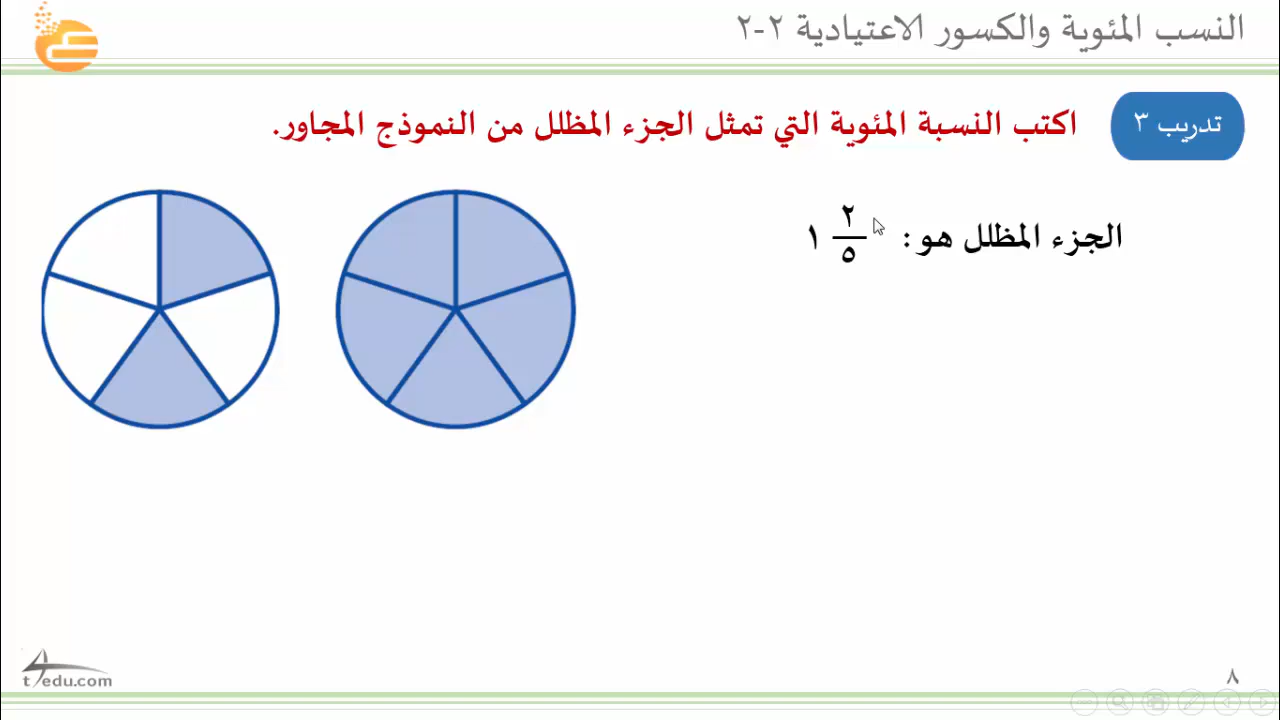 النسب المئوية والكسور الاعتيادية ٢-٢
تدريب ٣
اكتب النسبة المئوية التي تمثل الجزء المظلل من النموذج المجاور.
الجزء المظلل هو : ١ ٢/٥
t4edu.com
٨